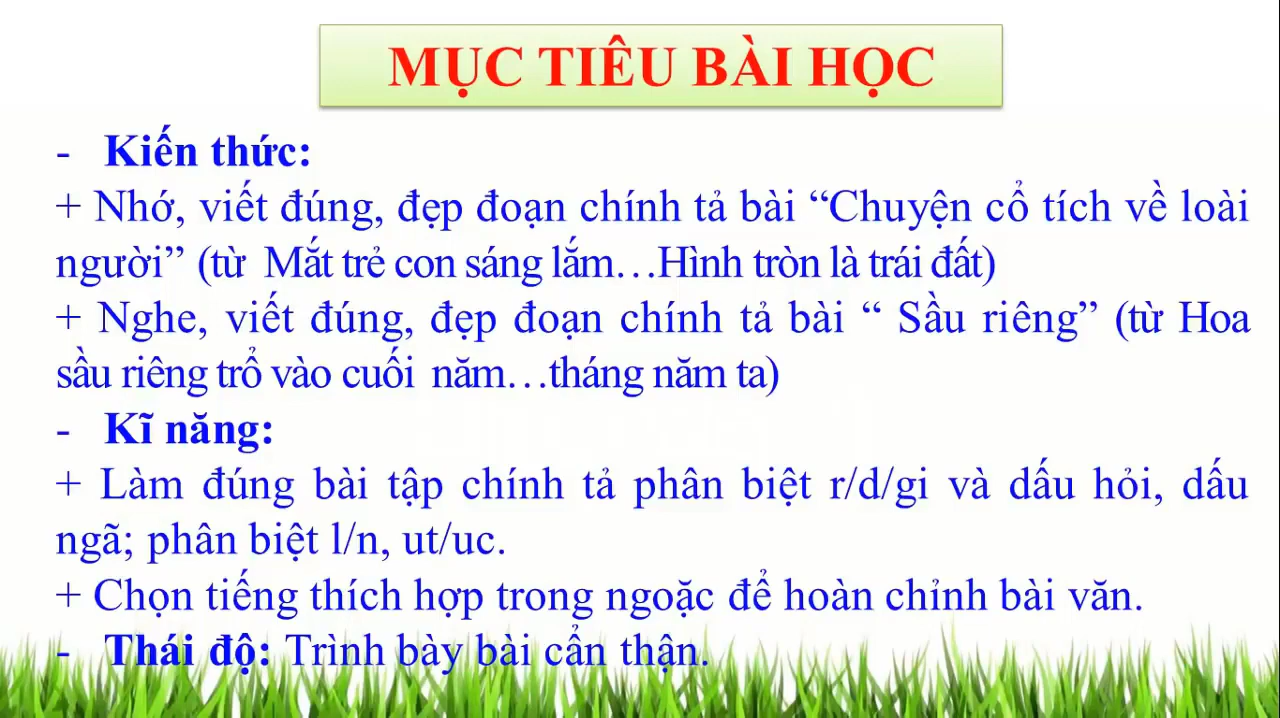 MỤC TIÊU BÀI HỌC
- Kiến thức:
+ Nhớ, viết đúng, đẹp đoạn chính tả bài “Chuyện cổ tích về loài
người” (từ Mắt trẻ con sáng lắm…Hình tròn là trái đất)
+ Nghe, viết đúng, đẹp đoạn chính tả bài “ Sầu riêng” (từ Hoa
sầu riêng trổ vào cuối năm…tháng năm ta)
- Kĩ năng:
+ Làm đúng bài tập chính tả phân biệt r/d/gi và dấu hỏi, dấu
ngã; phân biệt l/n, ut/uc.
+ Chọn tiếng thích hợp trong ngoặc để hoàn chỉnh bài văn.
- Thái độ: Trình bày bài cẩn thận.